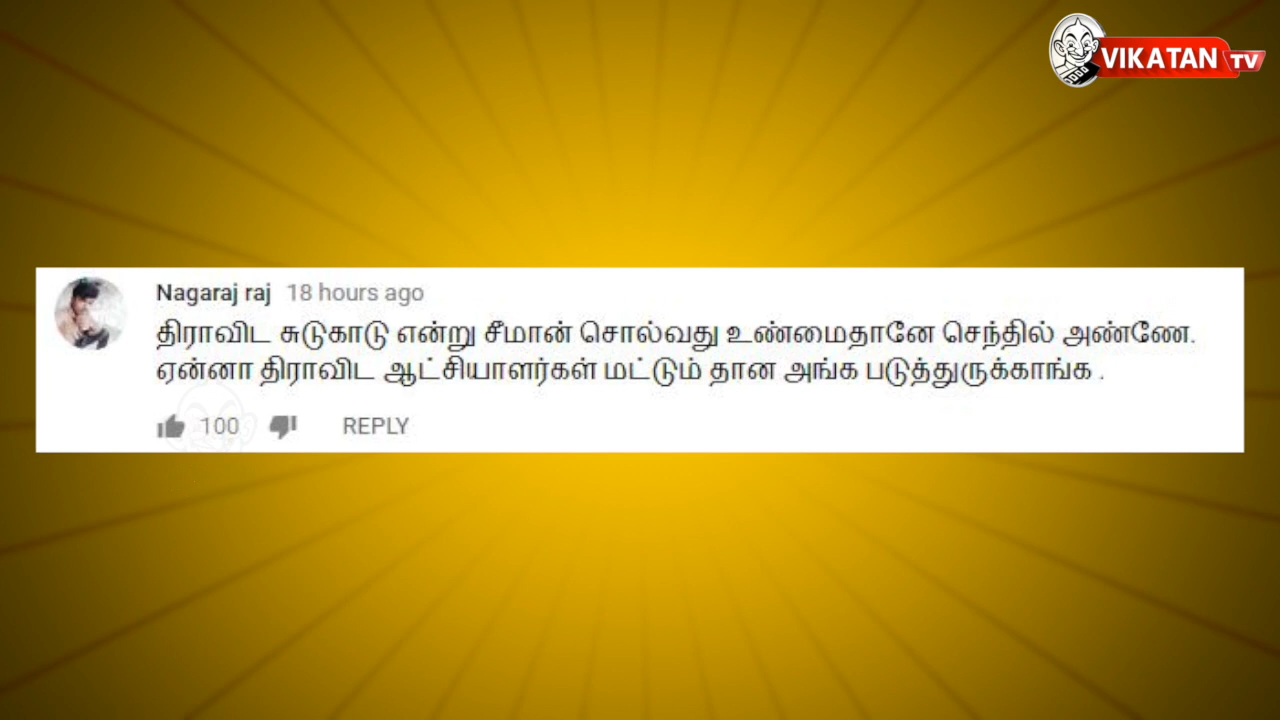 VIKATAN TV
Nagaraj raj 18 hours ago
திராவிட சுடுகாடு என்று சீமான் சொல்வது உண்மைதானே செந்தில் அண்ணே.
ஏன்னா திராவிட ஆட்சியாளர்கள் மட்டும் தான அங்க படுத்துருக்காங்க .
100 REPLY